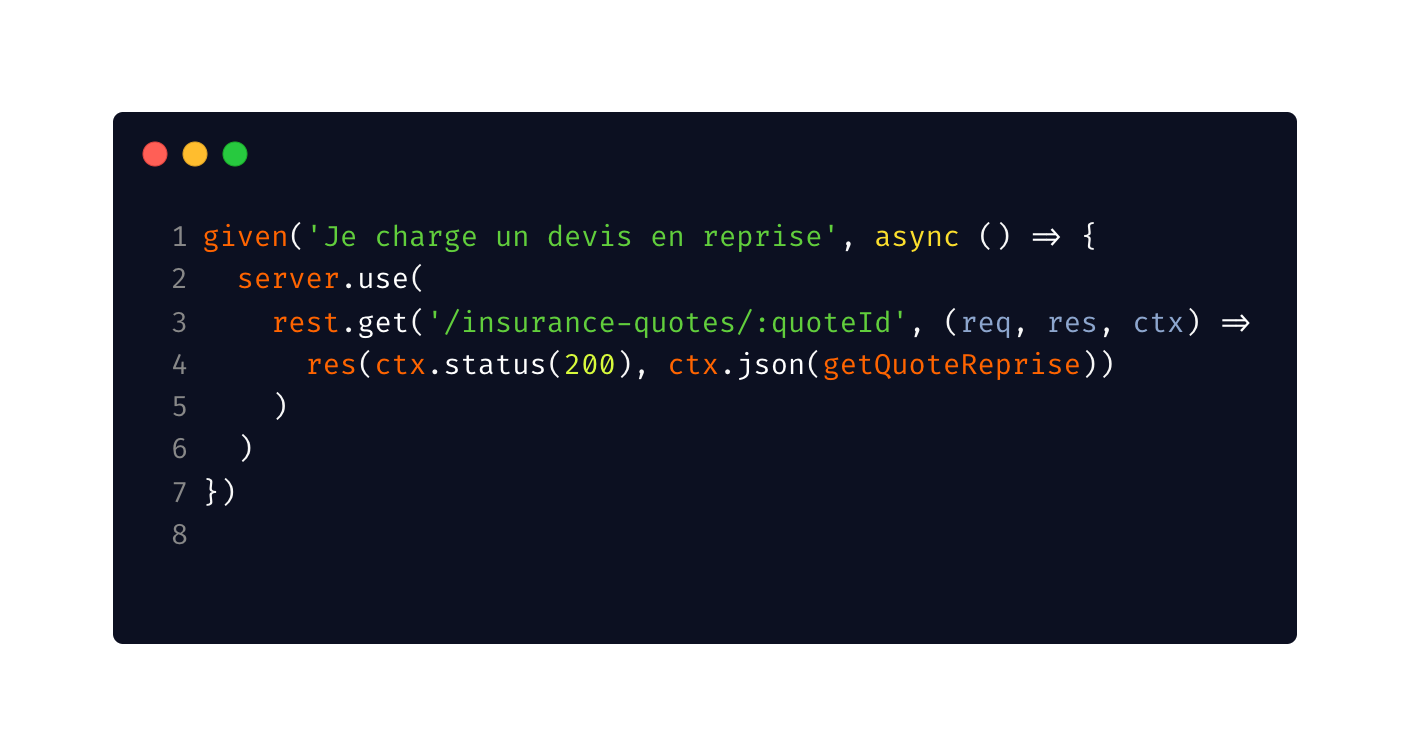 1 given('Je charge un devis en reprise', async () => {
2   server.use(
3     rest.get('/insurance-quotes/:quoteId', (req, res, ctx) =>
4       res(ctx.status(200), ctx.json(getQuoteReprise))
5     )
6   )
7 })
8